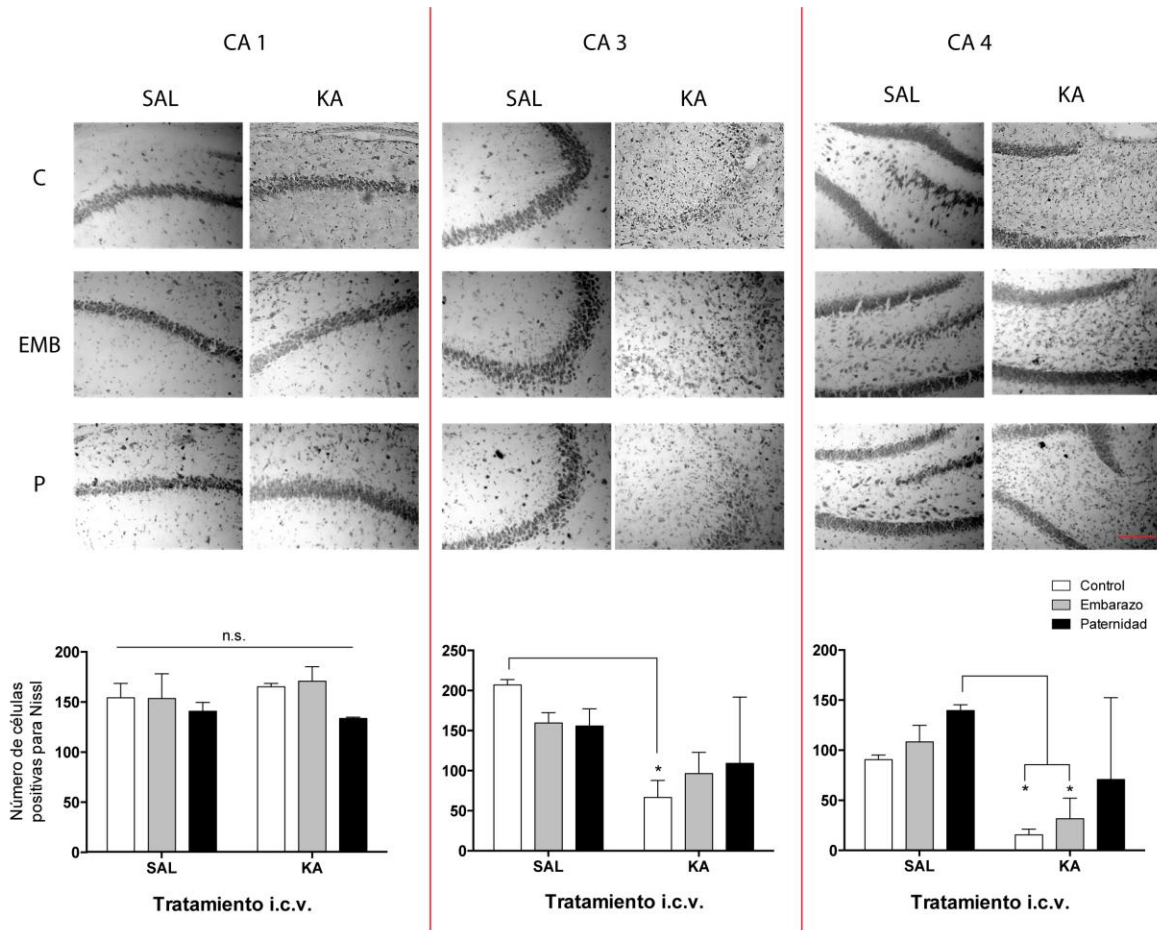 CA 1
CA 3
CA 4
SAL
KA
SAL
KA
SAL
KA
C
EMB
P
Control
Embarazo
Paternidad
Número de células
positivas para Nissl
200
150
100
50
0
n.s.
SAL
KA
Tratamiento i.c.v.
250
200
150
100
50
0
*
SAL
KA
Tratamiento i.c.v.
200
150
100
50
0
*
*
SAL
KA
Tratamiento i.c.v.